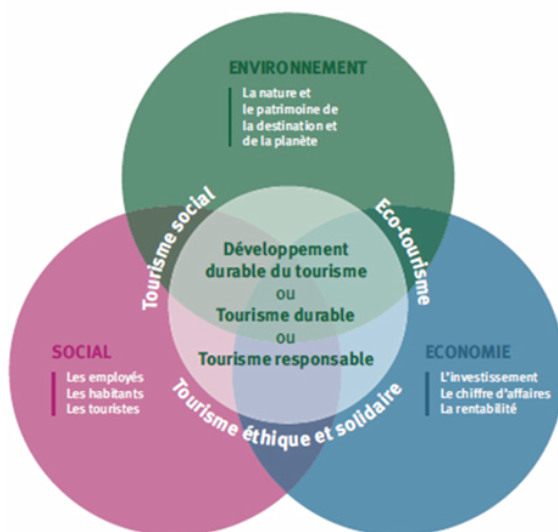 ENVIRONNEMENT
La nature et
le patrimoine de
la destination et
de la planète
Tourisme social
Eco-tourisme
Développement
durable du tourisme
ou
Tourisme durable
ou
Tourisme responsable
SOCIAL
Les employés
Les habitants
Les touristes
ECONOMIE
L'investissement
Le chiffre d'affaires
La rentabilité
Tourisme éthique et solidaire